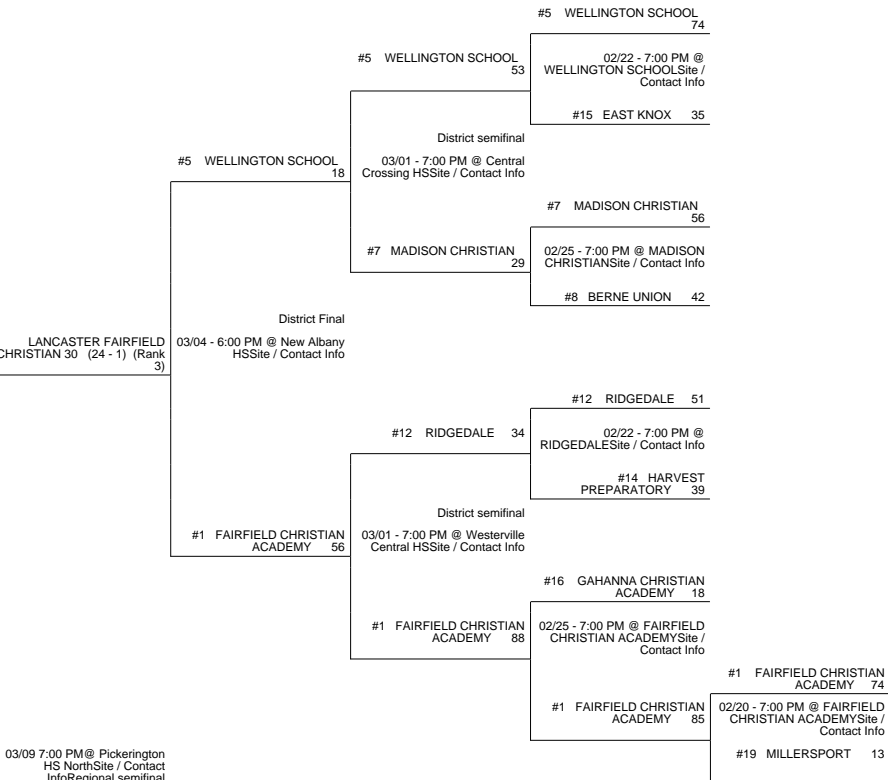 #5 WELLINGTON SCHOOL
74
02/22 - 7:00 PM @
WELLINGTON SCHOOLSite /
Contact Info
#15 EAST KNOX 35
#5 WELLINGTON SCHOOL
53
District semifinal
03/01 - 7:00 PM @ Central
Crossing HSSite / Contact Info
#5 WELLINGTON SCHOOL
18
#7 MADISON CHRISTIAN
56
02/25 - 7:00 PM @ MADISON
CHRISTIANSite / Contact Info
#8 BERNE UNION 42
#7 MADISON CHRISTIAN
29
District Final
03/04 - 6:00 PM @ New Albany
HSSite / Contact Info
LANCASTER FAIRFIELD
CHRISTIAN 30 (24 - 1) (Rank
3)
#12 RIDGEDALE 51
02/22 - 7:00 PM @
RIDGEDALESite / Contact Info
#14 HARVEST
PREPARATORY 39
#12 RIDGEDALE 34
District semifinal
03/01 - 7:00 PM @ Westerville
Central HSSite / Contact Info
#1 FAIRFIELD CHRISTIAN
ACADEMY 56
#16 GAHANNA CHRISTIAN
ACADEMY 18
02/25 - 7:00 PM @ FAIRFIELD
CHRISTIAN ACADEMYSite /
Contact Info
#1 FAIRFIELD CHRISTIAN
ACADEMY 88
#1 FAIRFIELD CHRISTIAN
ACADEMY 85
#1 FAIRFIELD CHRISTIAN
ACADEMY 74
02/20 - 7:00 PM @ FAIRFIELD
CHRISTIAN ACADEMYSite /
Contact Info
#19 MILLERSPORT 13
03/09 7:00 PM@ Pickerington
HS NorthSite / Contact
InfoRegional semifinal